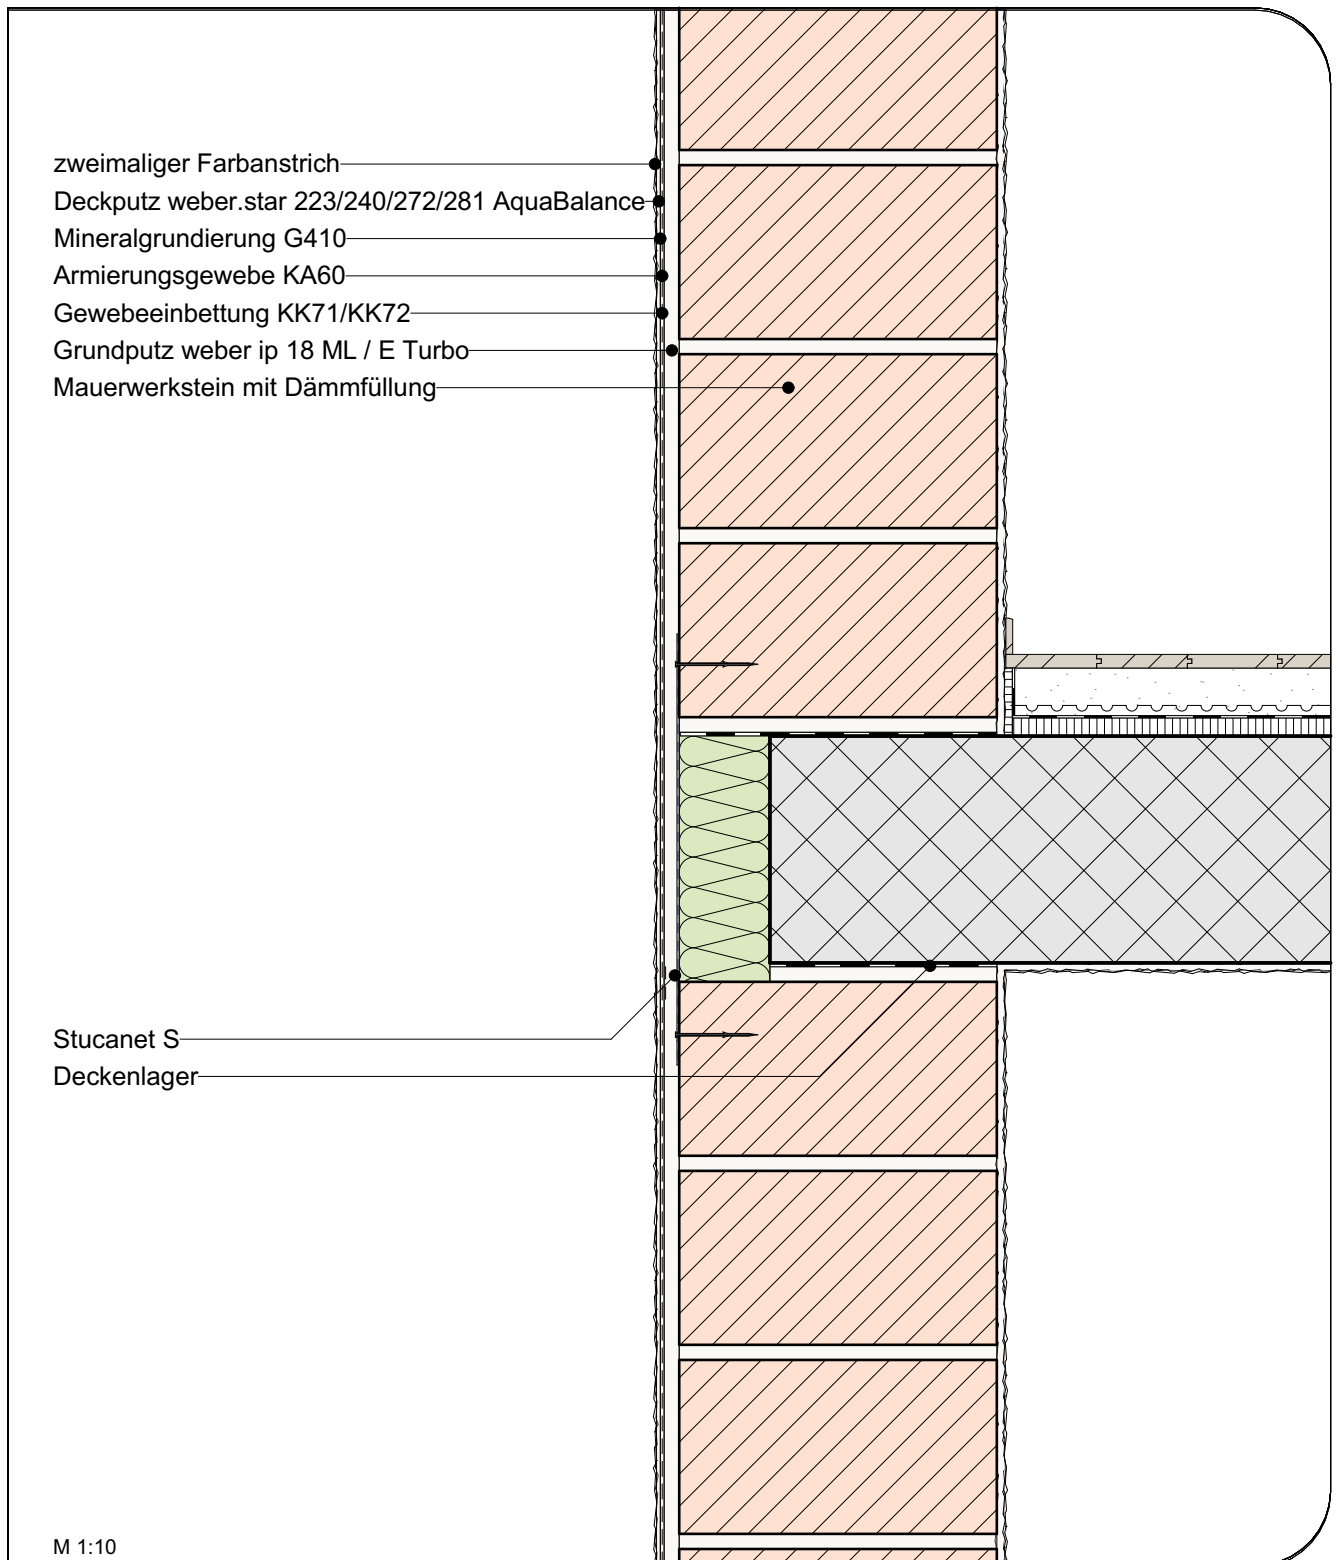 zweimaliger Farbanstrich
Deckputz weber.star 223/240/272/281 AquaBalance
Mineralgrundierung G410
Armierungsgewebe KA60
Gewebeeinbettung KK71/KK72
Grundputz weber ip 18 ML / E Turbo
Mauerwerkstein mit Dämmfüllung
Stucanet S
Deckenlager
M 1:10